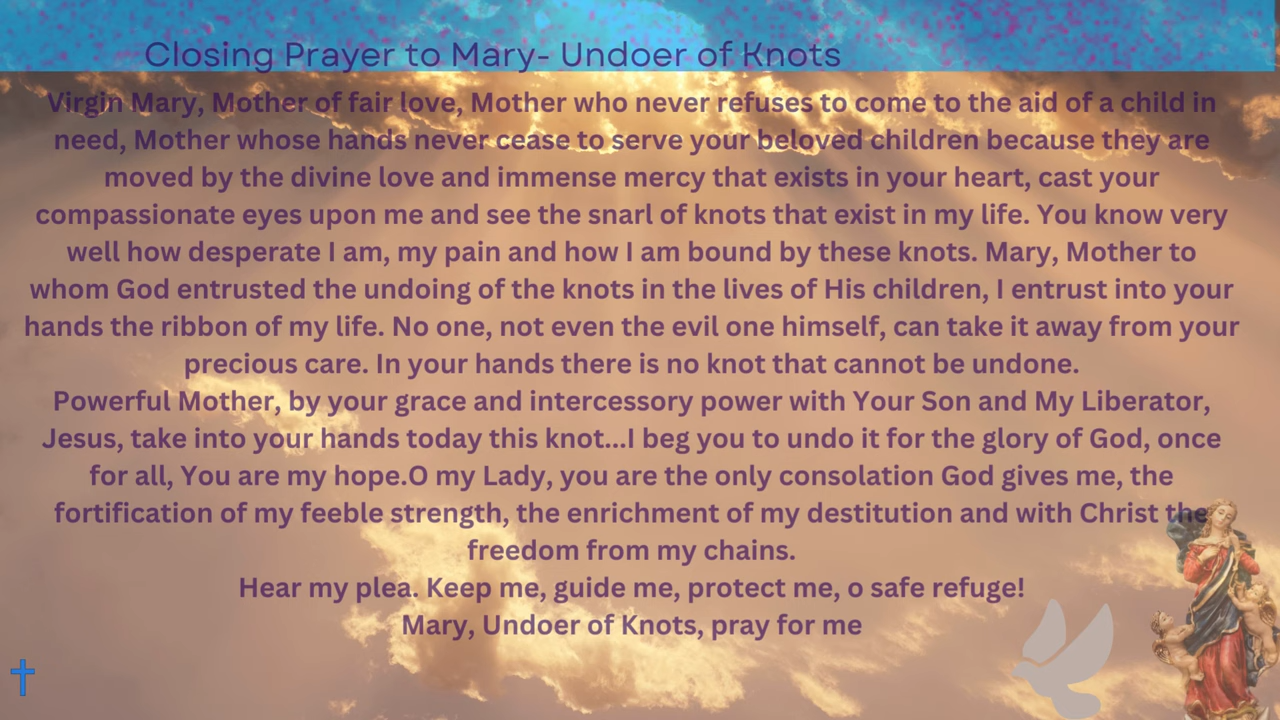 Closing Prayer to Mary- Undoer of Knots
Virgin Mary, Mother of fair love, Mother who never refuses to come to the aid of a child in
need, Mother whose hands never cease to serve your beloved children because they are
moved by the divine love and immense mercy that exists in your heart, cast your
compassionate eyes upon me and see the snarl of knots that exist in my life. You know very
well how desperate I am, my pain and how I am bound by these knots. Mary, Mother to
whom God entrusted the undoing of the knots in the lives of His children, I entrust into your
hands the ribbon of my life. No one, not even the evil one himself, can take it away from your
precious care. In your hands there is no knot that cannot be undone.
Powerful Mother, by your grace and intercessory power with Your Son and My Liberator,
Jesus, take into your hands today this knot...I beg you to undo it for the glory of God, once
for all, You are my hope.O my Lady, you are the only consolation God gives me, the
fortification of my feeble strength, the enrichment of my destitution and with Christ the
freedom from my chains.
Hear my plea. Keep me, guide me, protect me, o safe refuge!
Mary, Undoer of Knots, pray for me